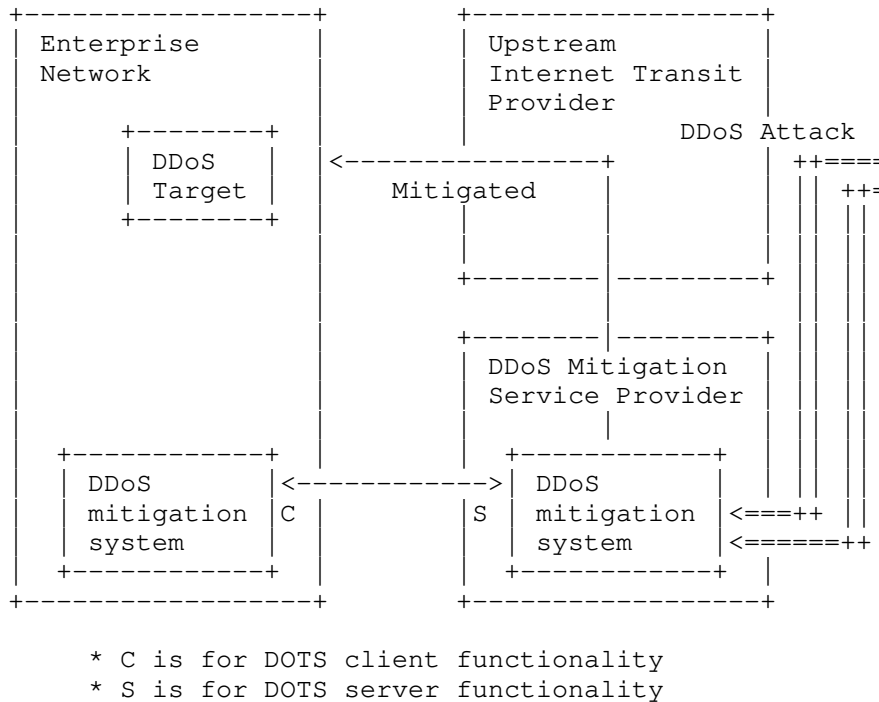 Enterprise
Network
Upstream
Internet Transit
Provider
DDoS Attack
DDoS
Target
Mitigated
DDoS Mitigation
Service Provider
DDoS
mitigation
system
C
S
DDoS
mitigation
system
* C is for DOTS client functionality
* S is for DOTS server functionality